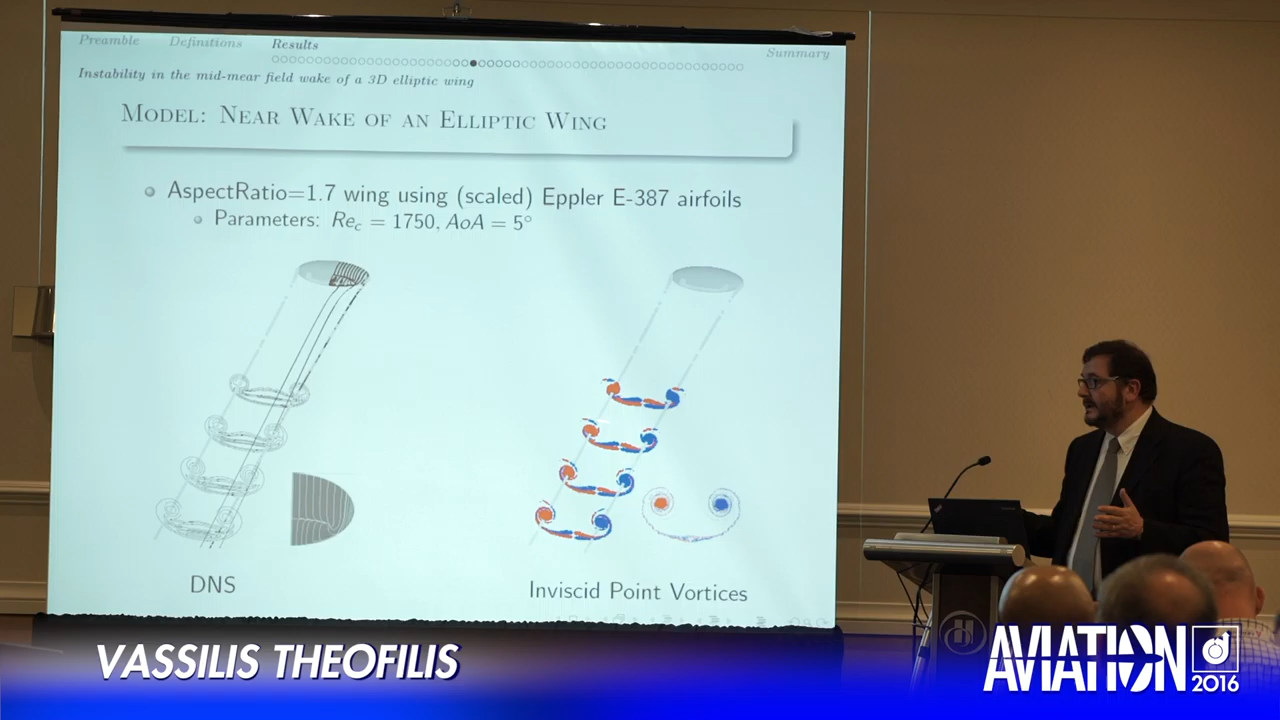 Preamble Definitions Results Summary
Instability in the mid-mear field wake of a 3D elliptic wing
Model: Near Wake of an Elliptic Wing
AspectRatio=1.7 wing using (scaled) Eppler E-387 airfoils
Parameters: Re_c = 1750, AoA = 5°
DNS
Inviscid Point Vortices
VASSILIS THEOFILIS
AVIATION
2016